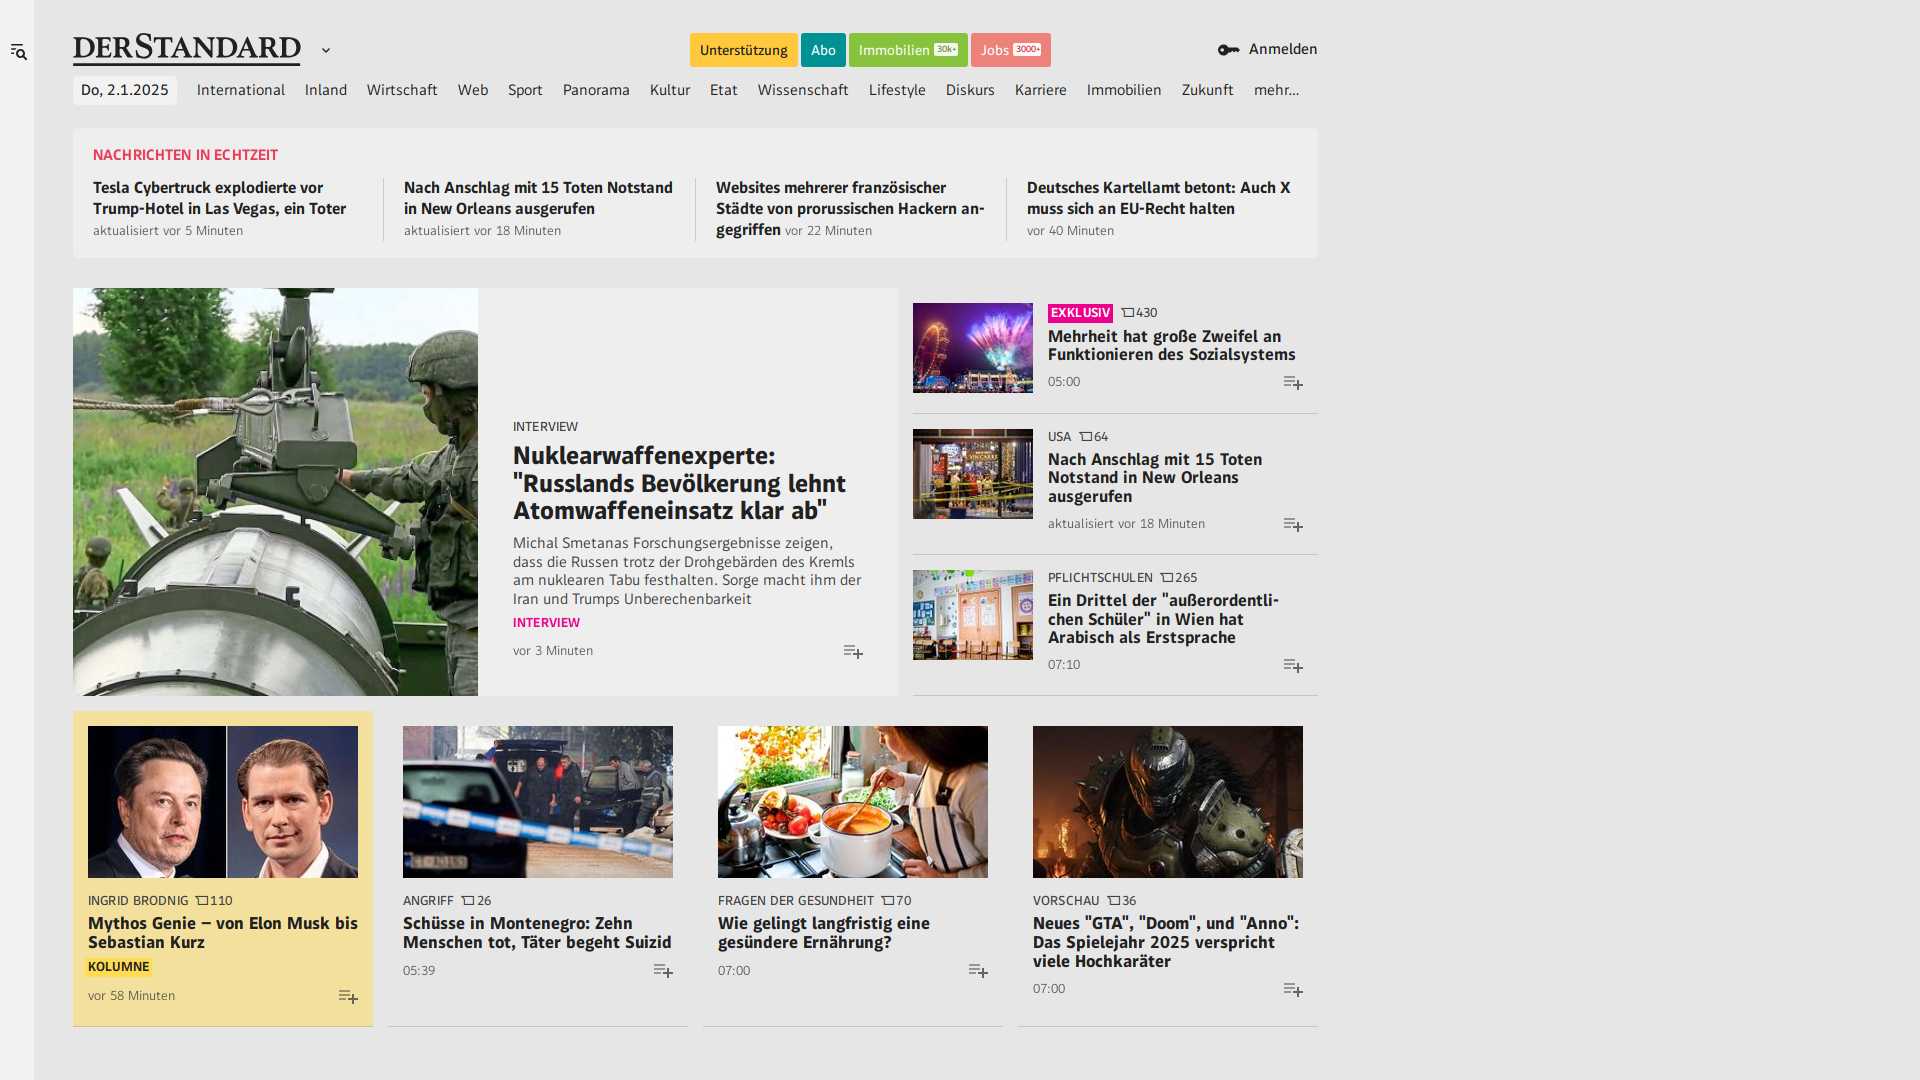 DERSTANDARD
Unterstützung
Abo
Immobilien 30k+
Jobs 3000+
Anmelden
Do, 2.1.2025
International
Inland
Wirtschaft
Web
Sport
Panorama
Kultur
Etat
Wissenschaft
Lifestyle
Diskurs
Karriere
Immobilien
Zukunft
mehr...
NACHRICHTEN IN ECHTZEIT
Tesla Cybertruck explodierte vor
Trump-Hotel in Las Vegas, ein Toter
aktualisiert vor 5 Minuten
Nach Anschlag mit 15 Toten Notstand
in New Orleans ausgerufen
aktualisiert vor 18 Minuten
Websites mehrerer französischer
Städte von prorussischen Hackern an-
gegriffen vor 22 Minuten
Deutsches Kartellamt betont: Auch X
muss sich an EU-Recht halten
vor 40 Minuten
INTERVIEW
Nuklearwaffenexperte:
"Russlands Bevölkerung lehnt
Atomwaffeneinsatz klar ab"
Michal Smetanas Forschungsergebnisse zeigen,
dass die Russen trotz der Drohgebärden des Kremls
am nuklearen Tabu festhalten. Sorge macht ihm der
Iran und Trumps Unberechenbarkeit
INTERVIEW
vor 3 Minuten
EXKLUSIV 430
Mehrheit hat große Zweifel an
Funktionieren des Sozialsystems
05:00
USA 64
Nach Anschlag mit 15 Toten
Notstand in New Orleans
ausgerufen
aktualisiert vor 18 Minuten
PFLICHTSCHULEN 265
Ein Drittel der "außerordentli-
chen Schüler" in Wien hat
Arabisch als Erstsprache
07:10
INGRID BRODNIG 110
Mythos Genie – von Elon Musk bis
Sebastian Kurz
KOLUMNE
vor 58 Minuten
ANGRIFF 26
Schüsse in Montenegro: Zehn
Menschen tot, Täter begeht Suizid
05:39
FRAGEN DER GESUNDHEIT 70
Wie gelingt langfristig eine
gesündere Ernährung?
07:00
VORSCHAU 36
Neues "GTA", "Doom", und "Anno":
Das Spielejahr 2025 verspricht
viele Hochkaräter
07:00